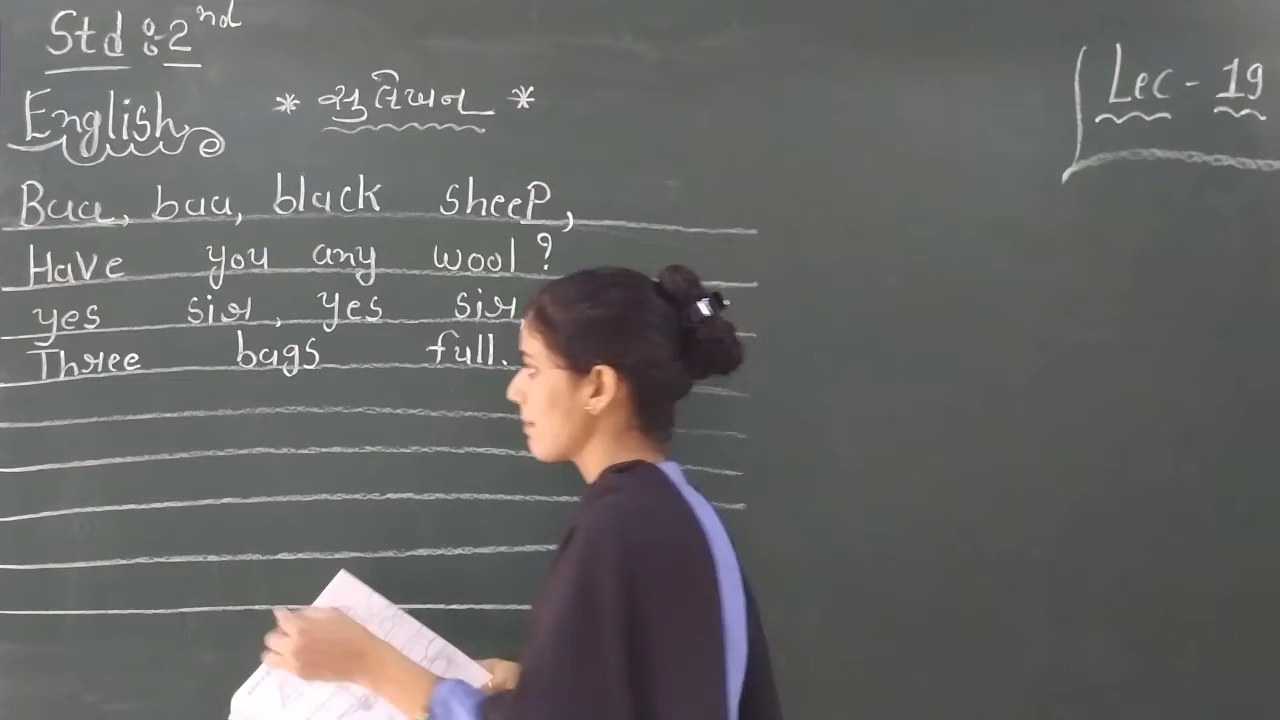 Std : 2nd
Lec - 19
English * સુલેખન *
Baa, baa, black sheeP,
HaVe you any wool?
yes sir, yes sir
Three bags full.